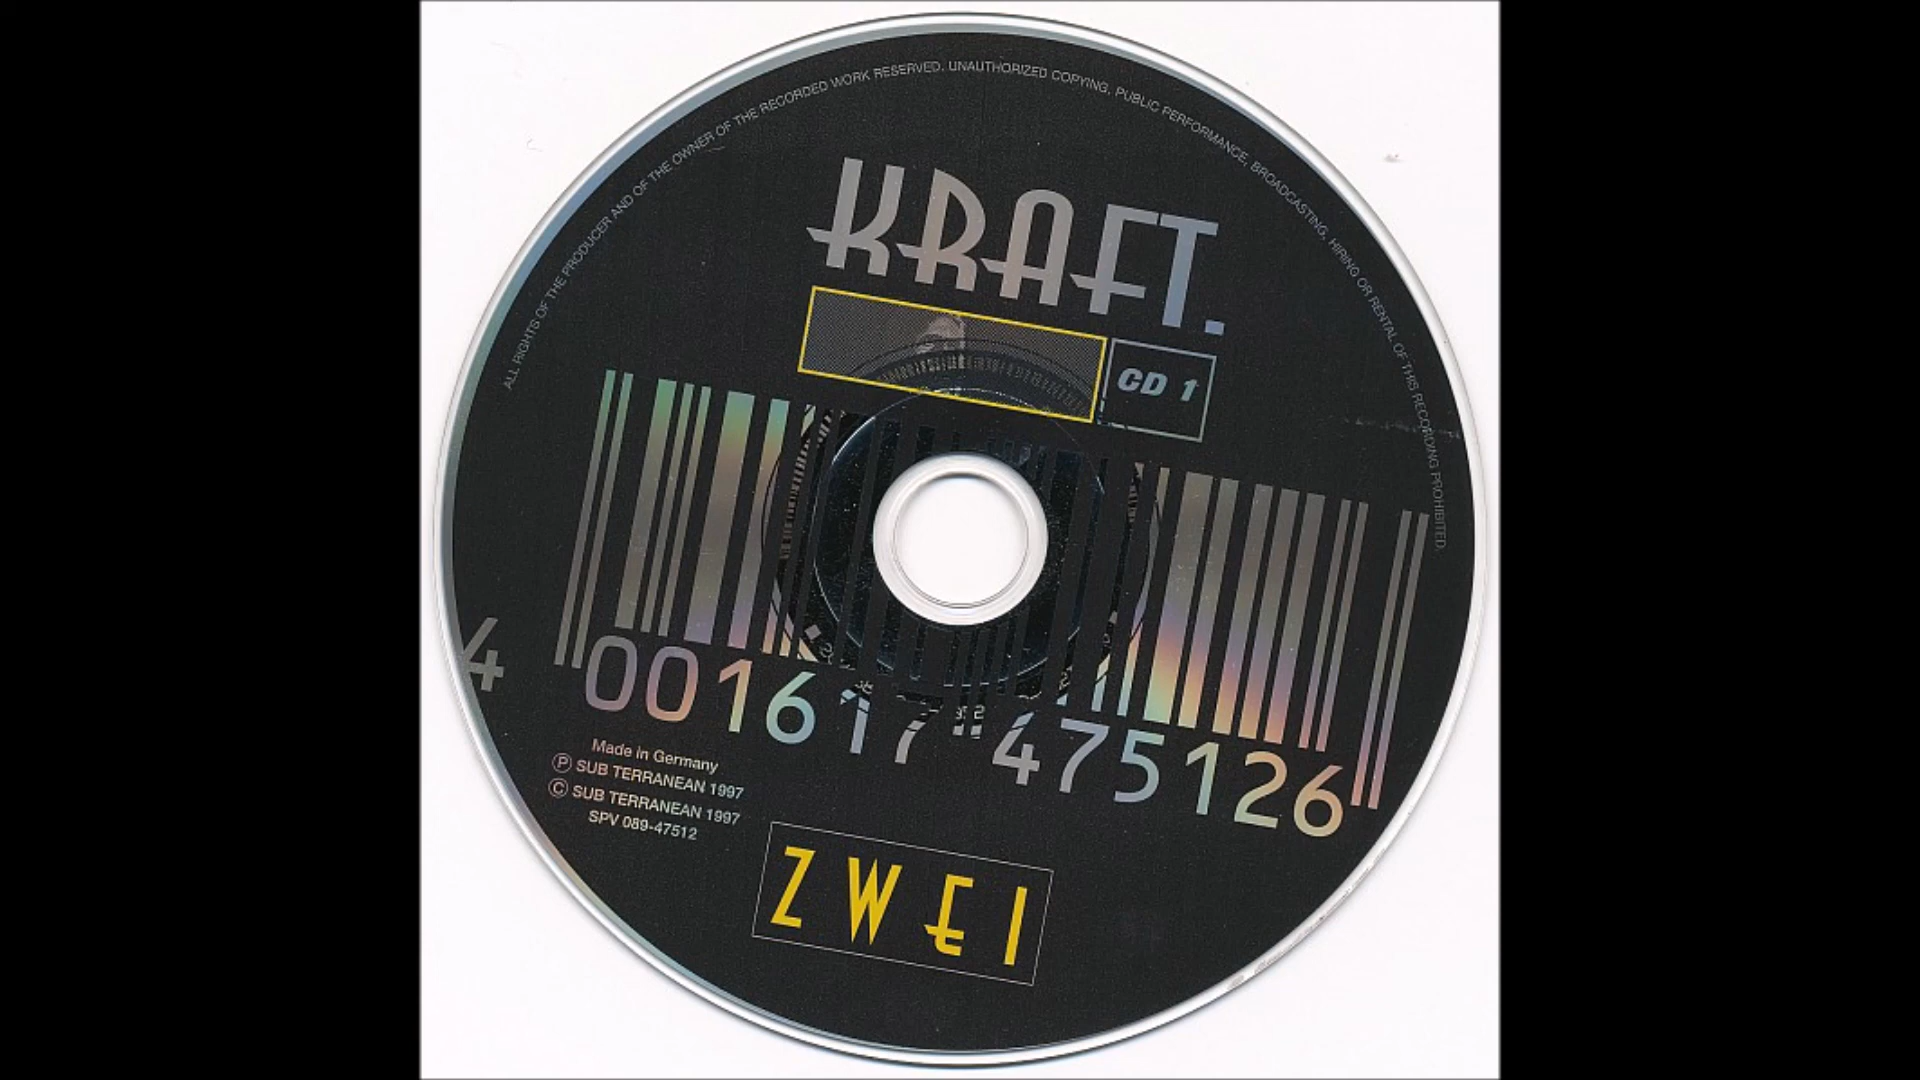 ALL RIGHTS OF THE PRODUCER AND OF THE OWNER OF THE RECORDED WORK RESERVED. UNAUTHORIZED COPYING, PUBLIC PERFORMANCE, BROADCASTING, HIRING OR RENTAL OF THIS RECORDING PROHIBITED.
KRAFT.
CD 1
4 001617 475126
Made in Germany
Ⓟ SUB TERRANEAN 1997
Ⓒ SUB TERRANEAN 1997
SPV 089-47512
ZWEI